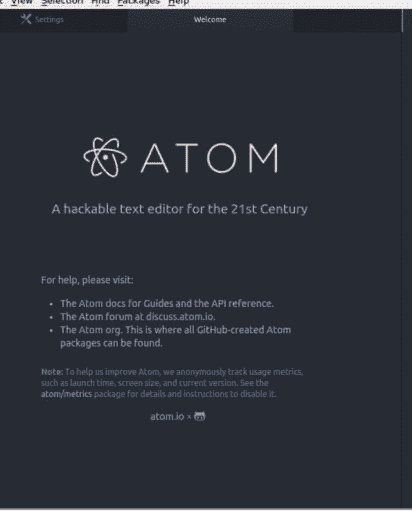 View Selection Find Packages Help
Settings Welcome
ATOM
A hackable text editor for the 21st Century
For help, please visit:
• The Atom docs for Guides and the API reference.
• The Atom forum at discuss.atom.io.
• The Atom org. This is where all GitHub-created Atom
packages can be found.
Note: To help us improve Atom, we anonymously track usage metrics,
such as launch time, screen size, and current version. See the
atom/metrics package for details and instructions to disable it.
atom.io ×